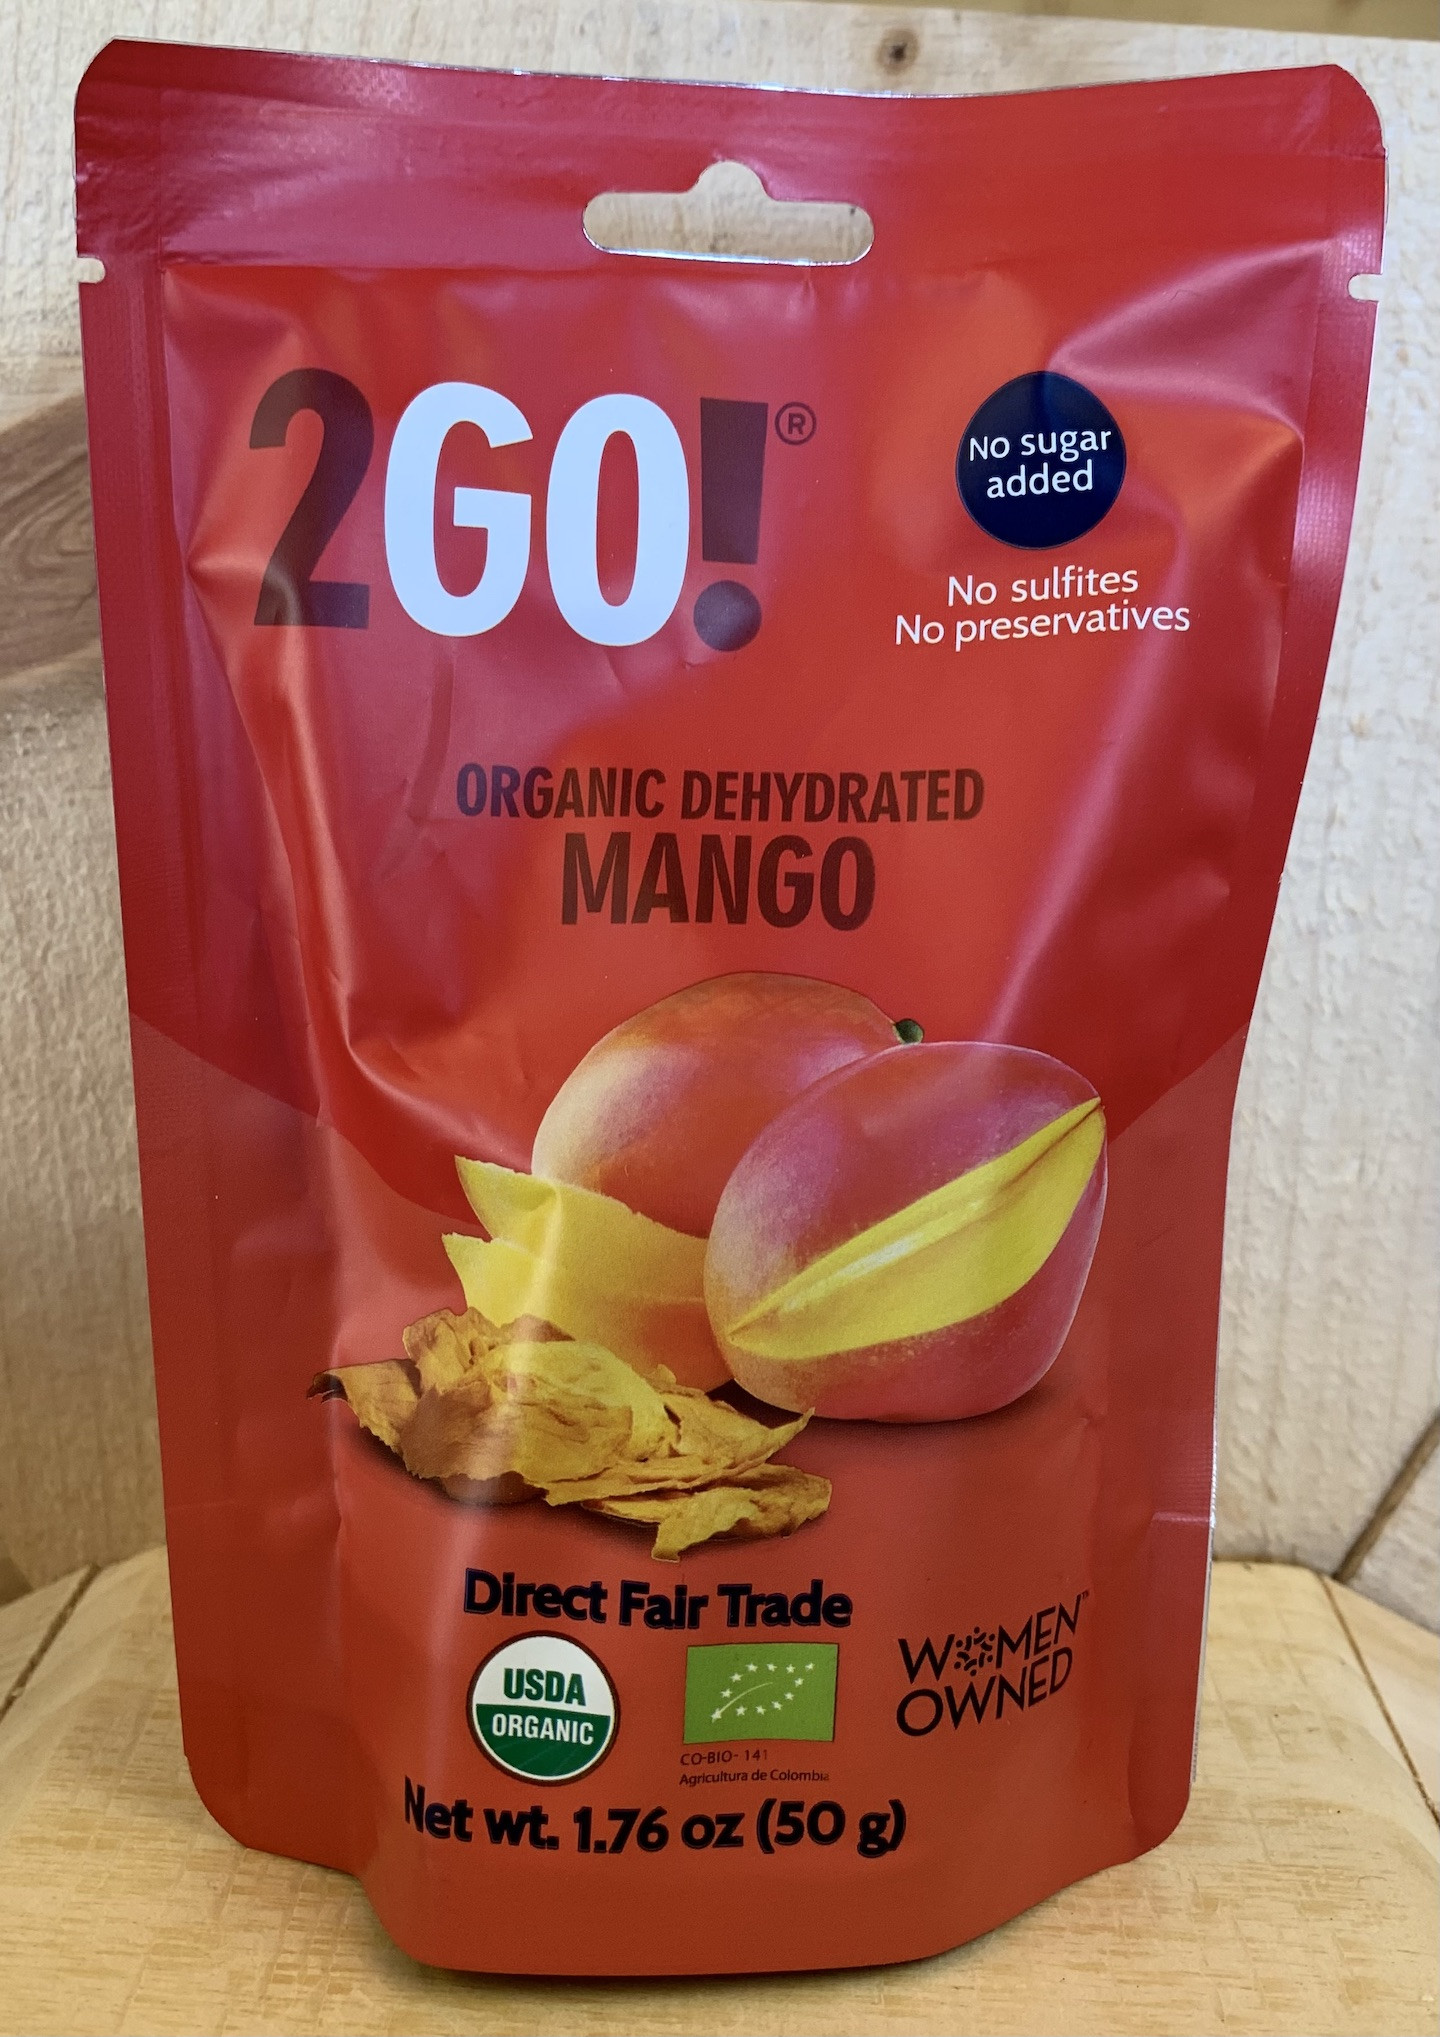 2GO!®
No sugar
added
No sulfites
No preservatives
ORGANIC DEHYDRATED
MANGO
Direct Fair Trade
USDA
ORGANIC
CO-BIO- 141
Agricultura de Colombia
WOMEN™
OWNED
Net wt. 1.76 oz (50 g)